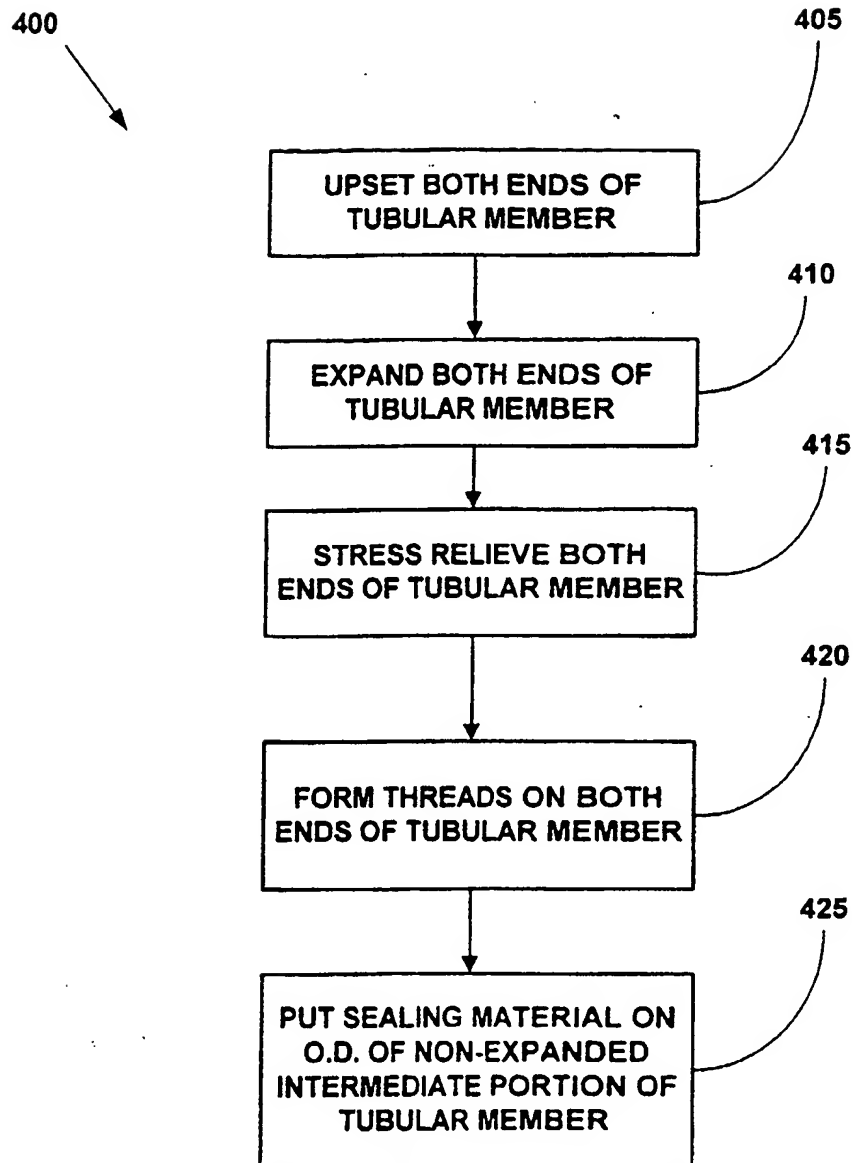 400
405
UPSET BOTH ENDS OF
TUBULAR MEMBER
410
EXPAND BOTH ENDS OF
TUBULAR MEMBER
415
STRESS RELIEVE BOTH
ENDS OF TUBULAR MEMBER
420
FORM THREADS ON BOTH
ENDS OF TUBULAR MEMBER
425
PUT SEALING MATERIAL ON
O.D. OF NON-EXPANDED
INTERMEDIATE PORTION OF
TUBULAR MEMBER